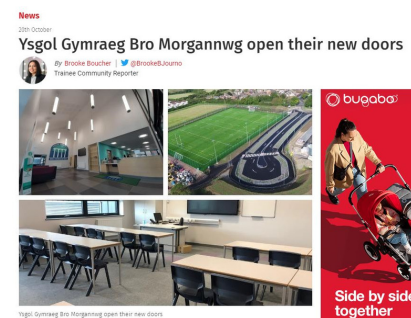 News
20th October
Ysgol Gymraeg Bro Morgannwg open their new doors
By Brooke Boucher | @BrookeBJourno
Trainee Community Reporter
bugaboo
Side by side
together
Ysgol Gymraeg Bro Morgannwg open their new doors